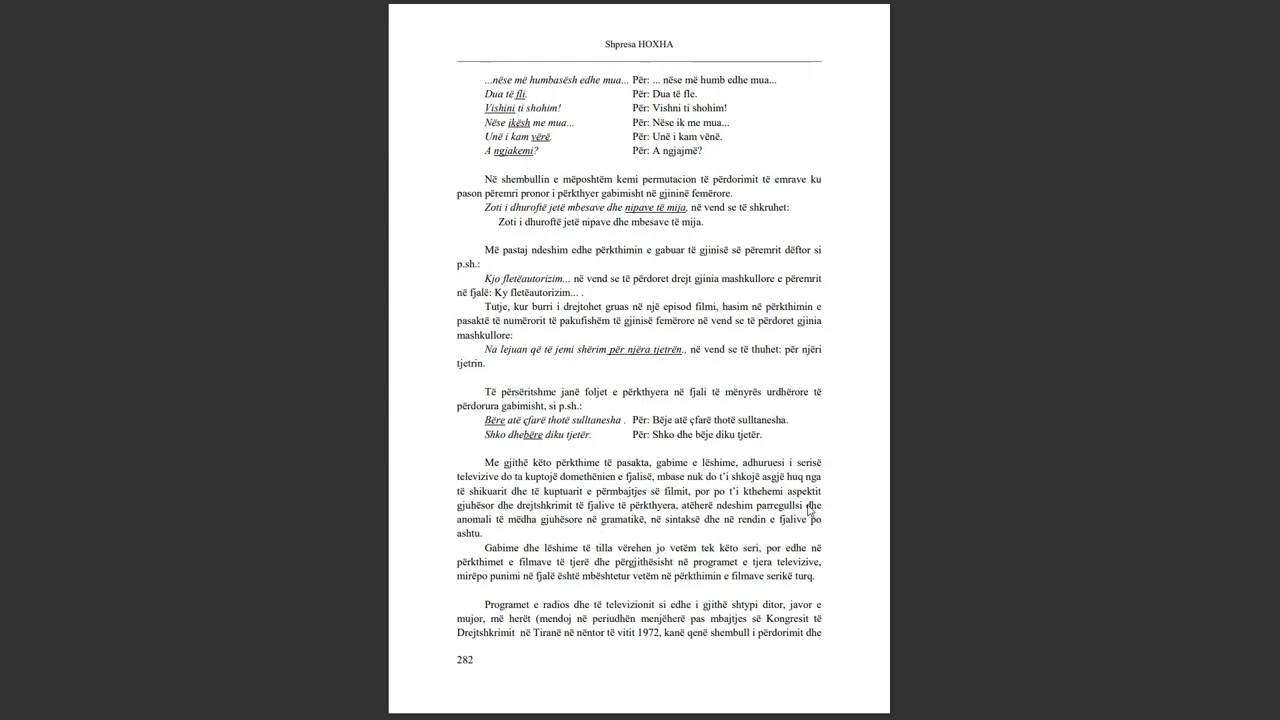 Shpresa HOXHA
...nëse më humbasësh edhe mua... Për: ... nëse më humb edhe mua...
Dua të fli. Për: Dua të fle.
Vishini ti shohim! Për: Vishni ti shohim!
Nëse ikësh me mua... Për: Nëse ik me mua...
Unë i kam vërë. Për: Unë i kam vënë.
A ngjakemi? Për: A ngjajmë?
Në shembullin e mëposhtëm kemi permutacion të përdorimit të emrave ku
pason përemri pronor i përkthyer gabimisht në gjininë femërore.
Zoti i dhuroftë jetë mbesave dhe nipave të mija, në vend se të shkruhet:
Zoti i dhuroftë jetë nipave dhe mbesave të mija.
Më pastaj ndeshim edhe përkthimin e gabuar të gjinisë së përemrit dëftor si
p.sh.:
Kjo fletëautorizim... në vend se të përdoret drejt gjinia mashkullore e përemrit
në fjalë: Ky fletëautorizim... .
Tutje, kur burri i drejtohet gruas në një episod filmi, hasim në përkthimin e
pasaktë të numërorit të pakufishëm të gjinisë femërore në vend se të përdoret gjinia
mashkullore:
Na lejuan që të jemi shërim për njëra tjetrën., në vend se të thuhet: për njëri
tjetrin.
Të përsëritshme janë foljet e përkthyera në fjali të mënyrës urdhërore të
përdorura gabimisht, si p.sh.:
Bëre atë çfarë thotë sulltanesha . Për: Bëje atë çfarë thotë sulltanesha.
Shko dhebëre diku tjetër. Për: Shko dhe bëje diku tjetër.
Me gjithë këto përkthime të pasakta, gabime e lëshime, adhuruesi i serisë
televizive do ta kuptojë domethënien e fjalisë, mbase nuk do t’i shkojë asgjë huq nga
të shikuarit dhe të kuptuarit e përmbajtjes së filmit, por po t’i kthehemi aspektit
gjuhësor dhe drejtshkrimit të fjalive të përkthyera, atëherë ndeshim parregullsi dhe
anomali të mëdha gjuhësore në gramatikë, në sintaksë dhe në rendin e fjalive po
ashtu.
Gabime dhe lëshime të tilla vërehen jo vetëm tek këto seri, por edhe në
përkthimet e filmave të tjerë dhe përgjithësisht në programet e tjera televizive,
mirëpo punimi në fjalë është mbështetur vetëm në përkthimin e filmave serikë turq.
Programet e radios dhe të televizionit si edhe i gjithë shtypi ditor, javor e
mujor, më herët (mendoj në periudhën menjëherë pas mbajtjes së Kongresit të
Drejtshkrimit në Tiranë në nëntor të vitit 1972, kanë qenë shembull i përdorimit dhe
282